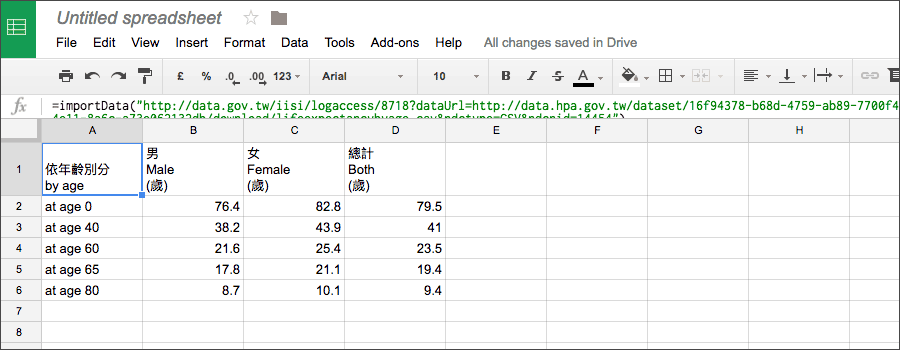 Untitled spreadsheet
File Edit View Insert Format Data Tools Add-ons Help All changes saved in Drive
£ % .0 .00 123 Arial 10 B I S A
fx =importData("http://data.gov.tw/iisi/logaccess/8718?dataUrl=http://data.hpa.gov.tw/dataset/16f94378-b68d-4759-ab89-7700f4
A B C D E F G H
1 依年齡別分 by age 男 Male (歲) 女 Female (歲) 總計 Both (歲)
2 at age 0 76.4 82.8 79.5
3 at age 40 38.2 43.9 41
4 at age 60 21.6 25.4 23.5
5 at age 65 17.8 21.1 19.4
6 at age 80 8.7 10.1 9.4
7
8